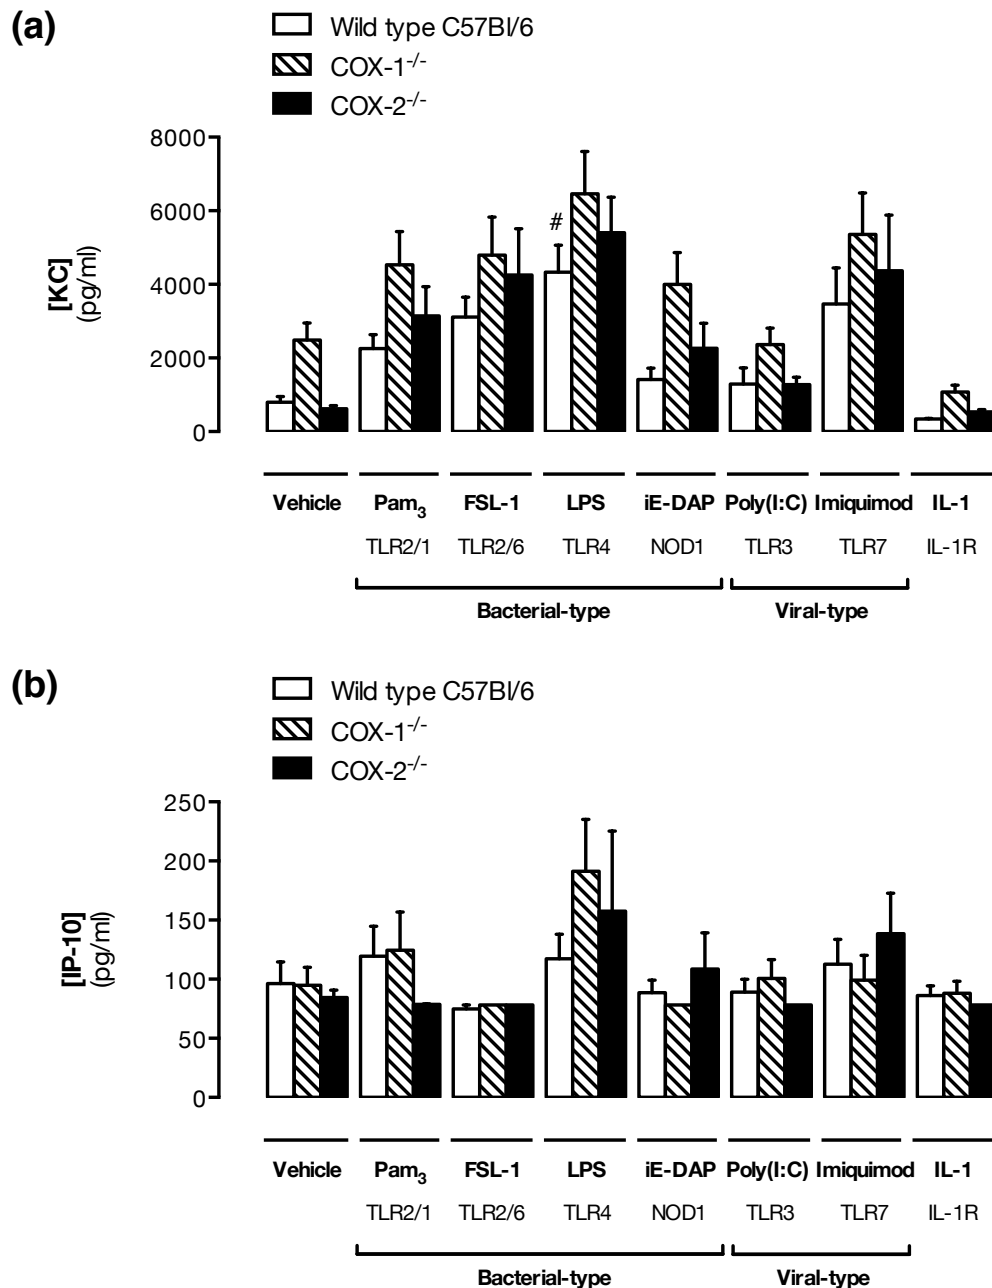 (a)
Wild type C57Bl/6
COX-1-/-
COX-2-/-
[KC]
(pg/ml)
8000
6000
4000
2000
0
#
Vehicle Pam3 FSL-1 LPS iE-DAP Poly(I:C) Imiquimod IL-1
TLR2/1 TLR2/6 TLR4 NOD1 TLR3 TLR7 IL-1R
Bacterial-type Viral-type
(b)
Wild type C57Bl/6
COX-1-/-
COX-2-/-
[IP-10]
(pg/ml)
250
200
150
100
50
0
Vehicle Pam3 FSL-1 LPS iE-DAP Poly(I:C) Imiquimod IL-1
TLR2/1 TLR2/6 TLR4 NOD1 TLR3 TLR7 IL-1R
Bacterial-type Viral-type